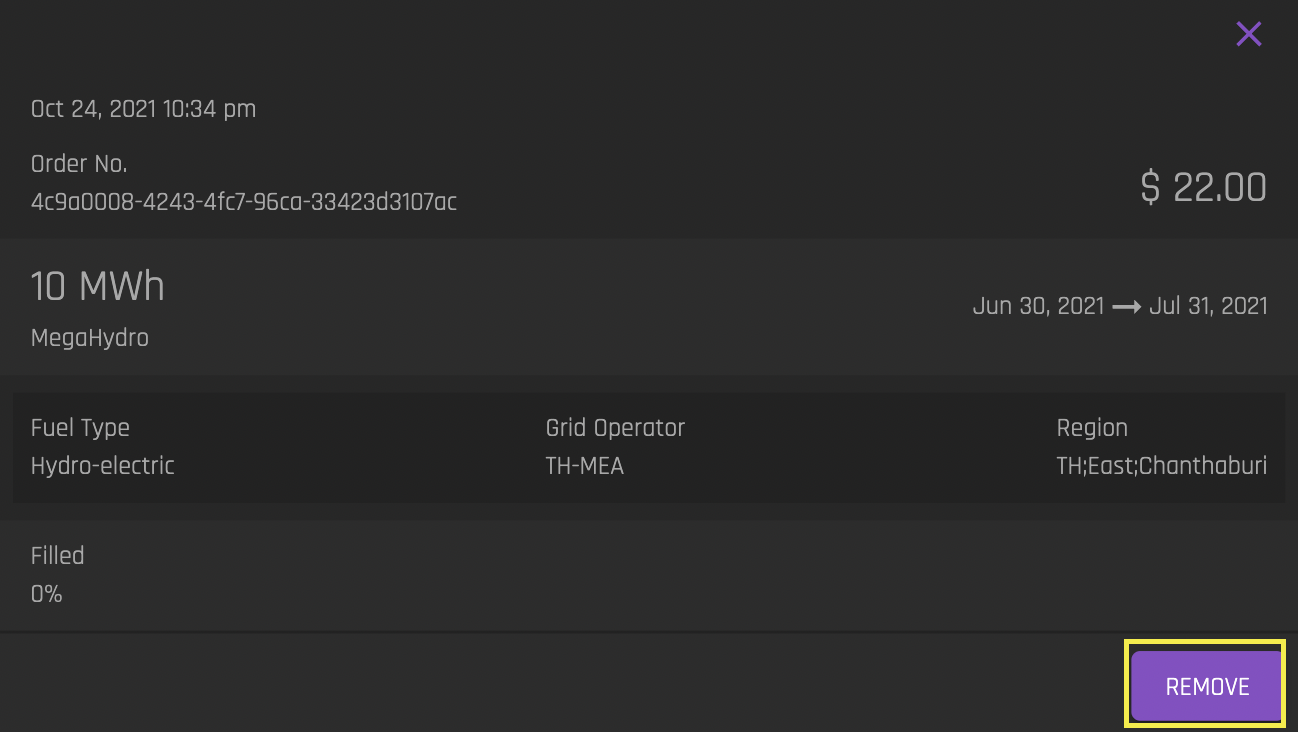 Oct 24, 2021 10:34 pm
Order No.
4c9a0008-4243-4fc7-96ca-33423d3107ac
$ 22.00
10 MWh
MegaHydro
Jun 30, 2021 → Jul 31, 2021
Fuel Type
Hydro-electric
Grid Operator
TH-MEA
Region
TH;East;Chanthaburi
Filled
0%
REMOVE